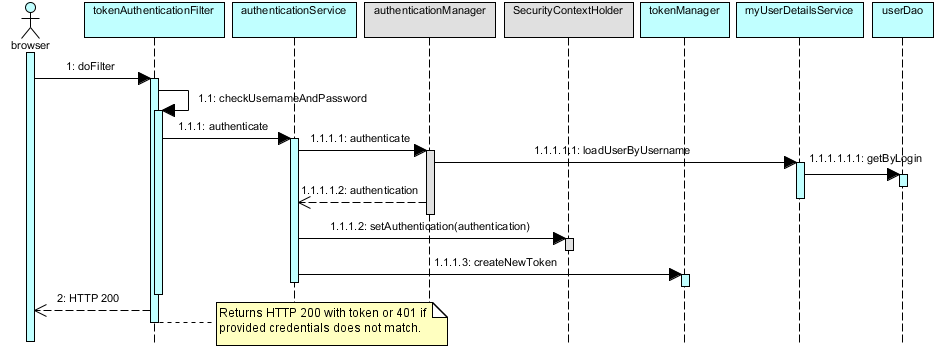 tokenAuthenticationFilter
authenticationService
authenticationManager
SecurityContextHolder
tokenManager
myUserDetailsService
userDao
browser
1: doFilter
1.1: checkUsernameAndPassword
1.1.1: authenticate
1.1.1.1: authenticate
1.1.1.1.1: loadUserByUsername
1.1.1.1.1.1: getByLogin
1.1.1.1.2: authentication
1.1.1.2: setAuthentication(authentication)
1.1.1.3: createNewToken
2: HTTP 200
Returns HTTP 200 with token or 401 if
provided credentials does not match.